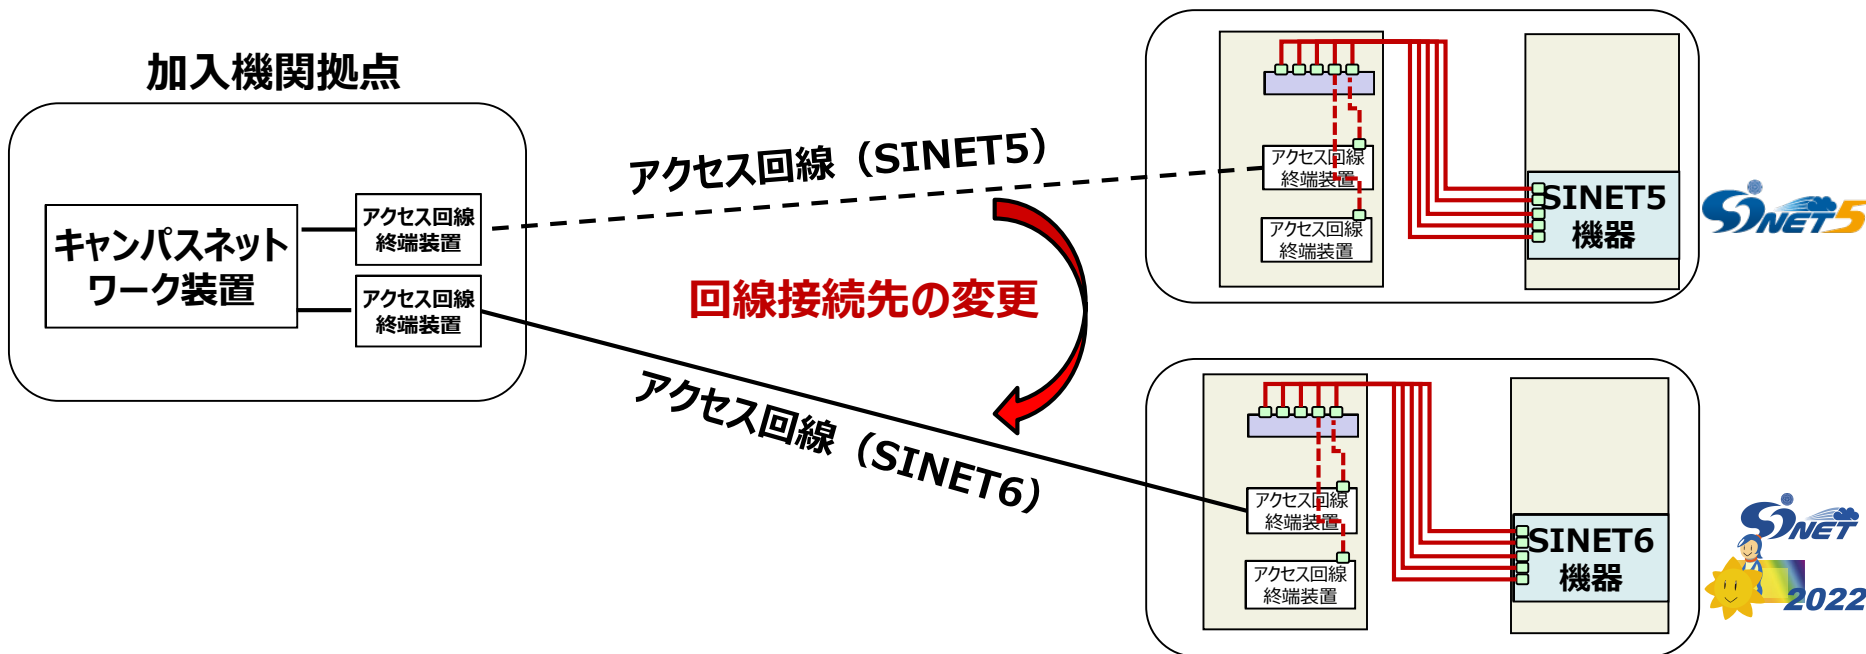 加入機関拠点
キャンパスネット
ワーク装置
アクセス回線
終端装置
アクセス回線
終端装置
アクセス回線（SINET5）
回線接続先の変更
アクセス回線（SINET6）
アクセス回線
終端装置
アクセス回線
終端装置
SINET5
機器
SINET5
アクセス回線
終端装置
アクセス回線
終端装置
SINET6
機器
SINET
2022